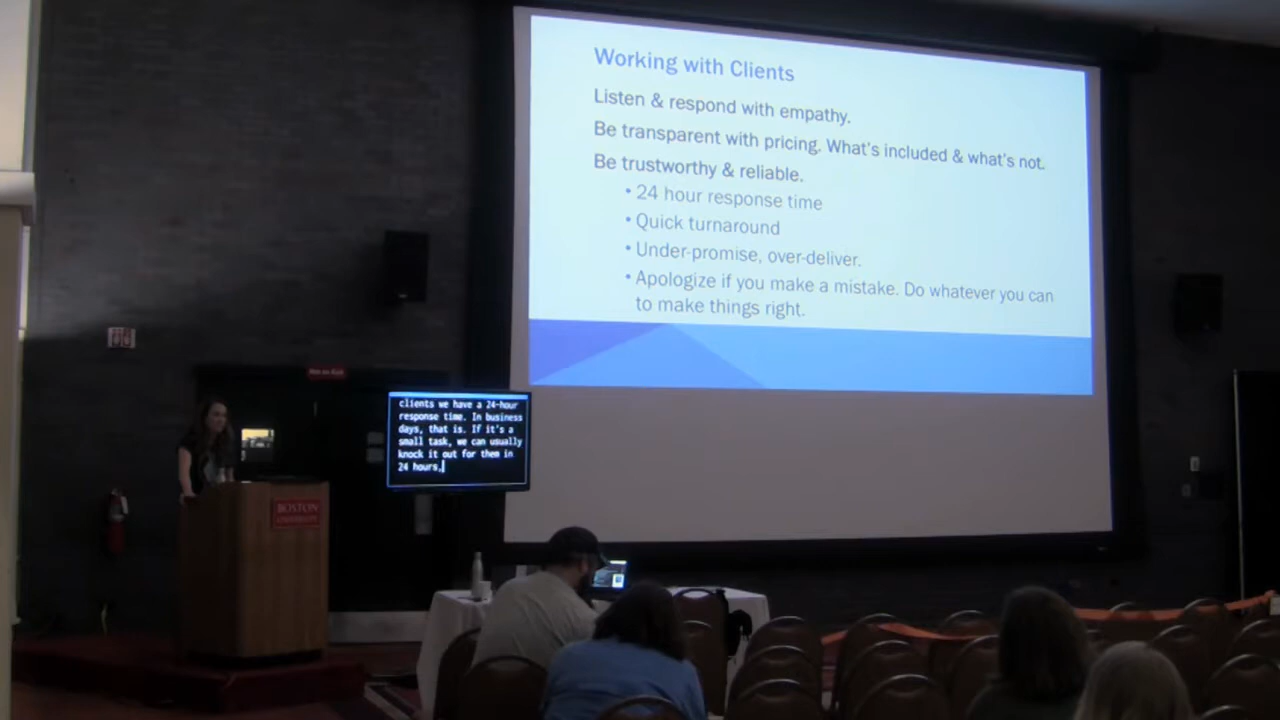 Working with Clients
Listen & respond with empathy.
Be transparent with pricing. What's included & what's not.
Be trustworthy & reliable.
• 24 hour response time
• Quick turnaround
• Under-promise, over-deliver.
• Apologize if you make a mistake. Do whatever you can
to make things right.
clients we have a 24-hour
response time. In business
days, that is. If it's a
small task, we can usually
knock it out for them in
24 hours,
BOSTON
UNIVERSITY